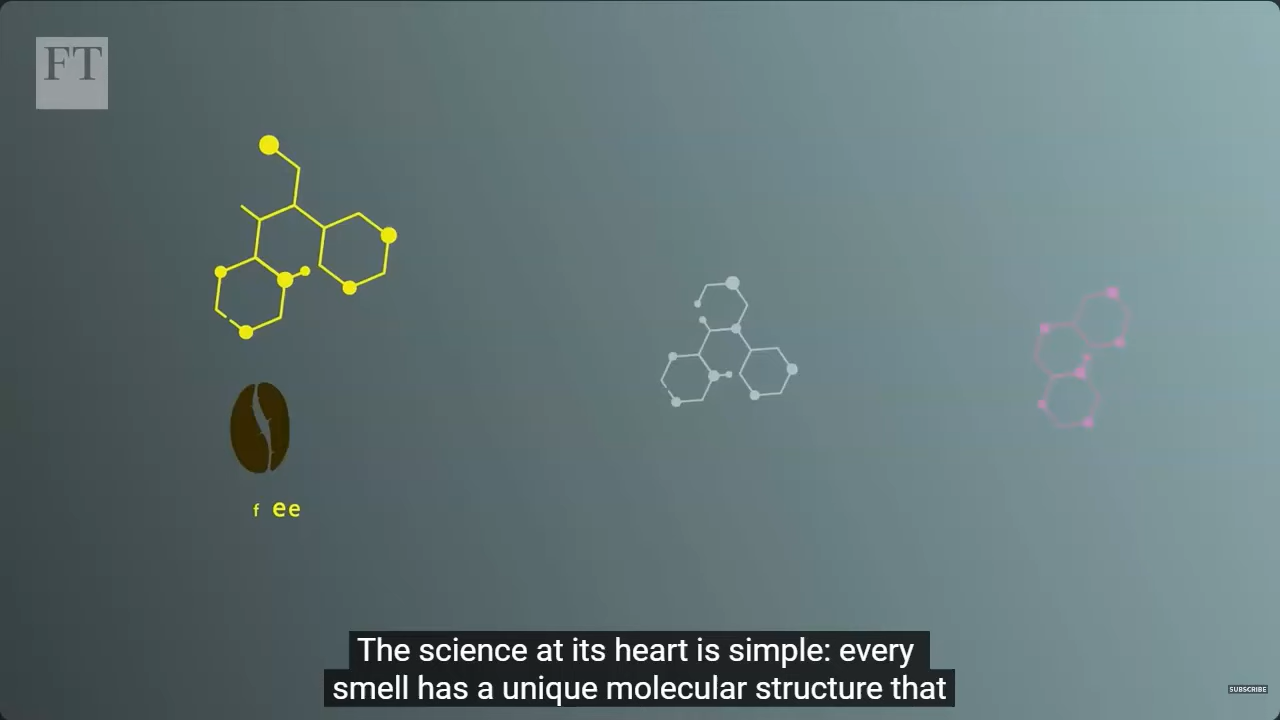 FT
f ee
The science at its heart is simple: every
smell has a unique molecular structure that
SUBSCRIBE